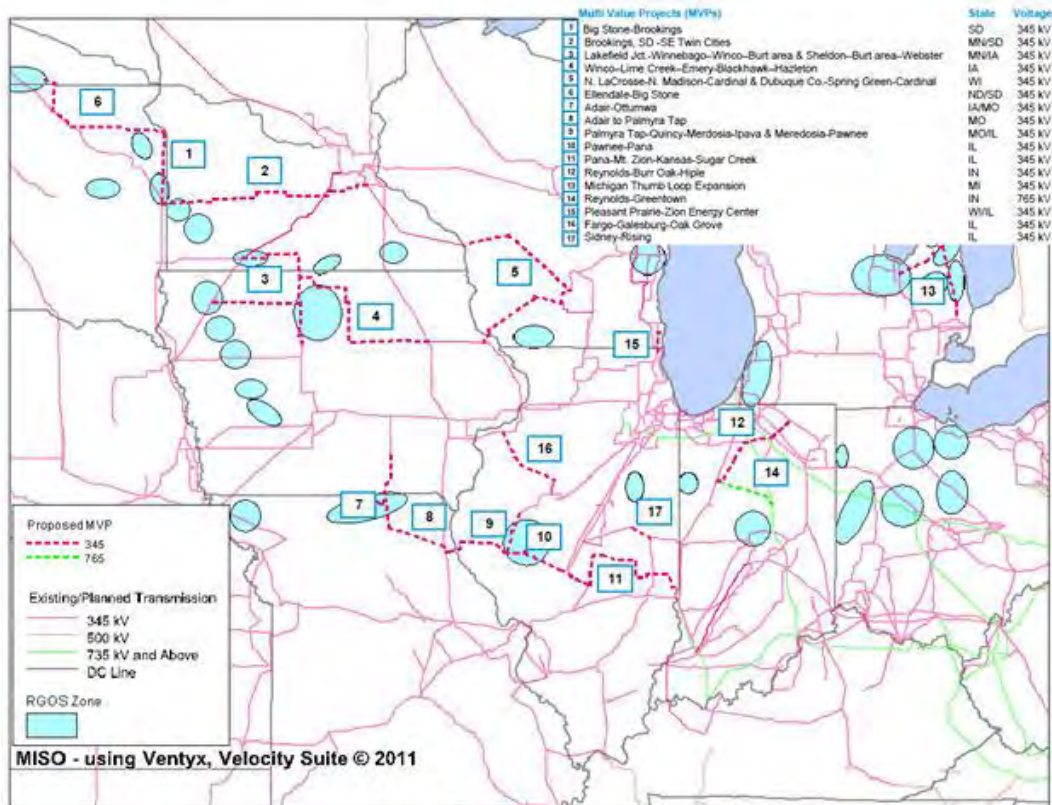 Multi Value Projects (MVPs) State Voltage
1 Big Stone-Brookings SD 345 kV
2 Brookings, SD -SE Twin Cities MN/SD 345 kV
3 Lakefield Jct.-Winnebago-Winco-Burt area & Sheldon-Burt area-Webster MN/IA 345 kV
4 Winco-Lime Creek-Emery-Blackhawk-Hazleton IA 345 kV
5 N. LaCrosse-N. Madison-Cardinal & Dubuque Co.-Spring Green-Cardinal WI 345 kV
6 Ellendale-Big Stone ND/SD 345 kV
7 Adair-Ottumwa IA/MO 345 kV
8 Adair to Palmyra Tap MO 345 kV
9 Palmyra Tap-Quincy-Merdosia-Ipava & Meredosia-Pawnee MO/IL 345 kV
10 Pawnee-Pana IL 345 kV
11 Pana-Mt. Zion-Kansas-Sugar Creek IL 345 kV
12 Reynolds-Burr Oak-Hiple IN 345 kV
13 Michigan Thumb Loop Expansion MI 345 kV
14 Reynolds-Greentown IN 765 kV
15 Pleasant Prairie-Zion Energy Center WI/IL 345 kV
16 Fargo-Galesburg-Oak Grove IL 345 kV
17 Sidney-Rising IL 345 kV
6
1
2
5
3
13
4
15
12
16
14
7
17
8
9
10
11
Proposed MVP
345
765
Existing/Planned Transmission
345 kV
500 kV
735 kV and Above
DC Line
RGOS Zone
MISO - using Ventyx, Velocity Suite © 2011